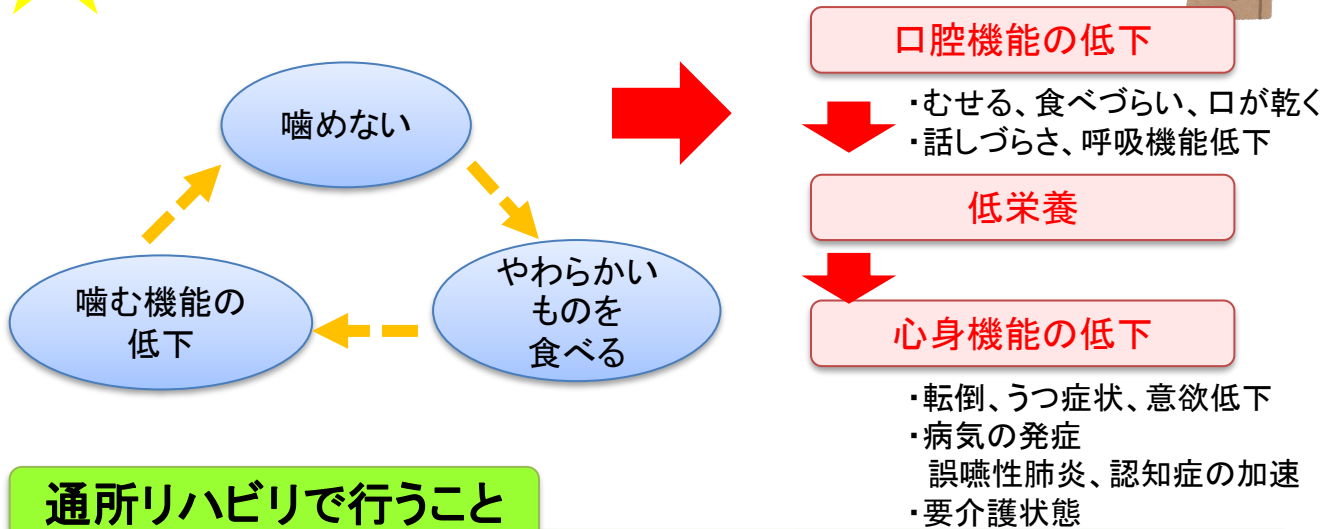 噛めない
やわらかい
ものを
食べる
噛む機能の
低下
口腔機能の低下
・むせる、食べづらい、口が乾く
・話しづらさ、呼吸機能低下
低栄養
心身機能の低下
・転倒、うつ症状、意欲低下
・病気の発症
誤嚥性肺炎、認知症の加速
・要介護状態
通所リハビリで行うこと